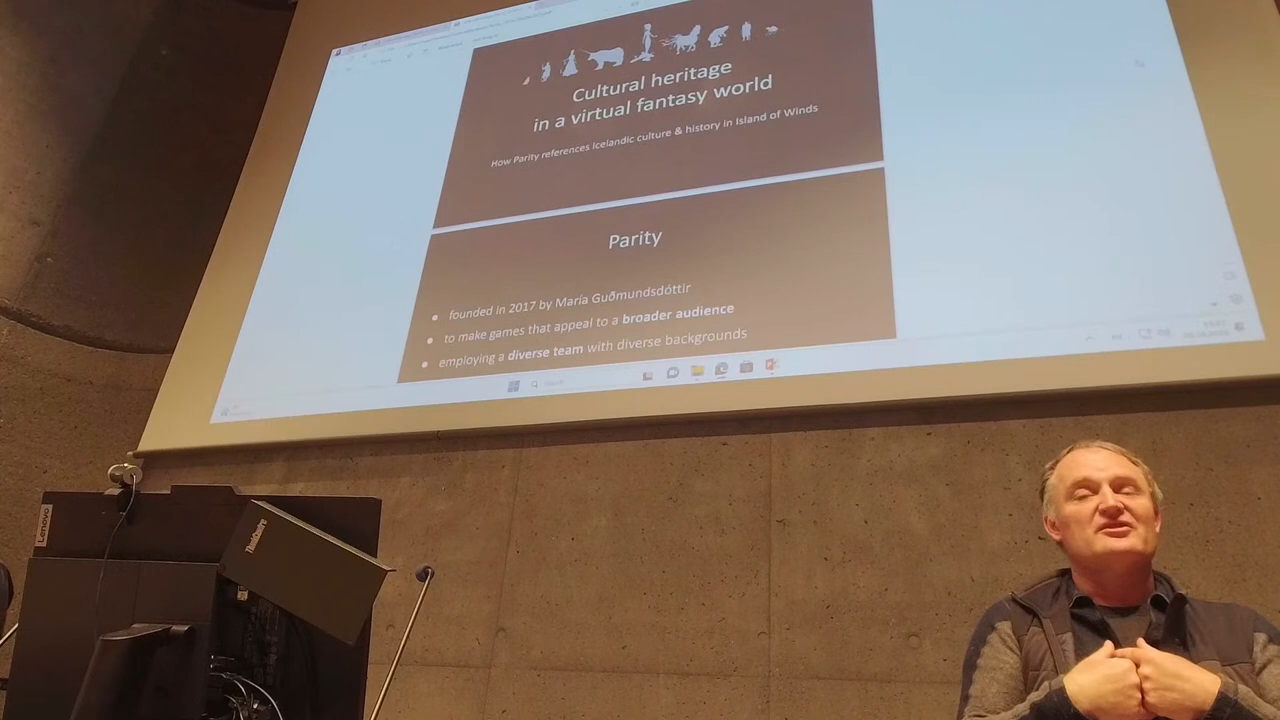 Cultural heritage
in a virtual fantasy world
How Parity references Icelandic culture & history in Island of Winds
Parity
founded in 2017 by María Guðmundsdóttir
to make games that appeal to a broader audience
employing a diverse team with diverse backgrounds
Lenovo
ThinkCentre